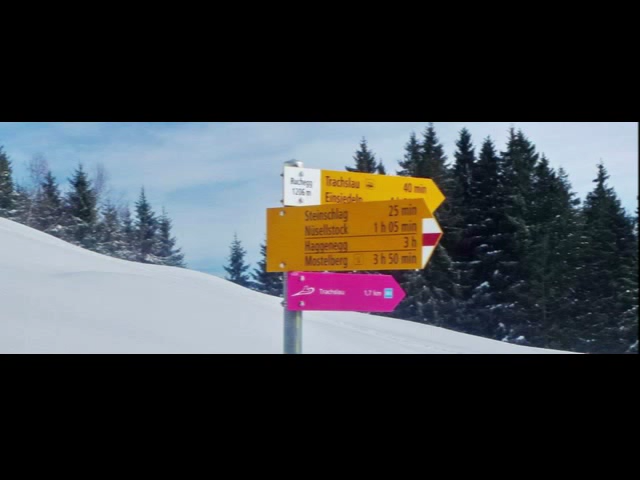 Buchegg
1206 m
Trachslau 40 min
Einsiedeln
Steinschlag 25 min
Nüsellstock 1 h 05 min
Haggenegg 3 h
Mostelberg 3 h 50 min
Trachslau 1,7 km